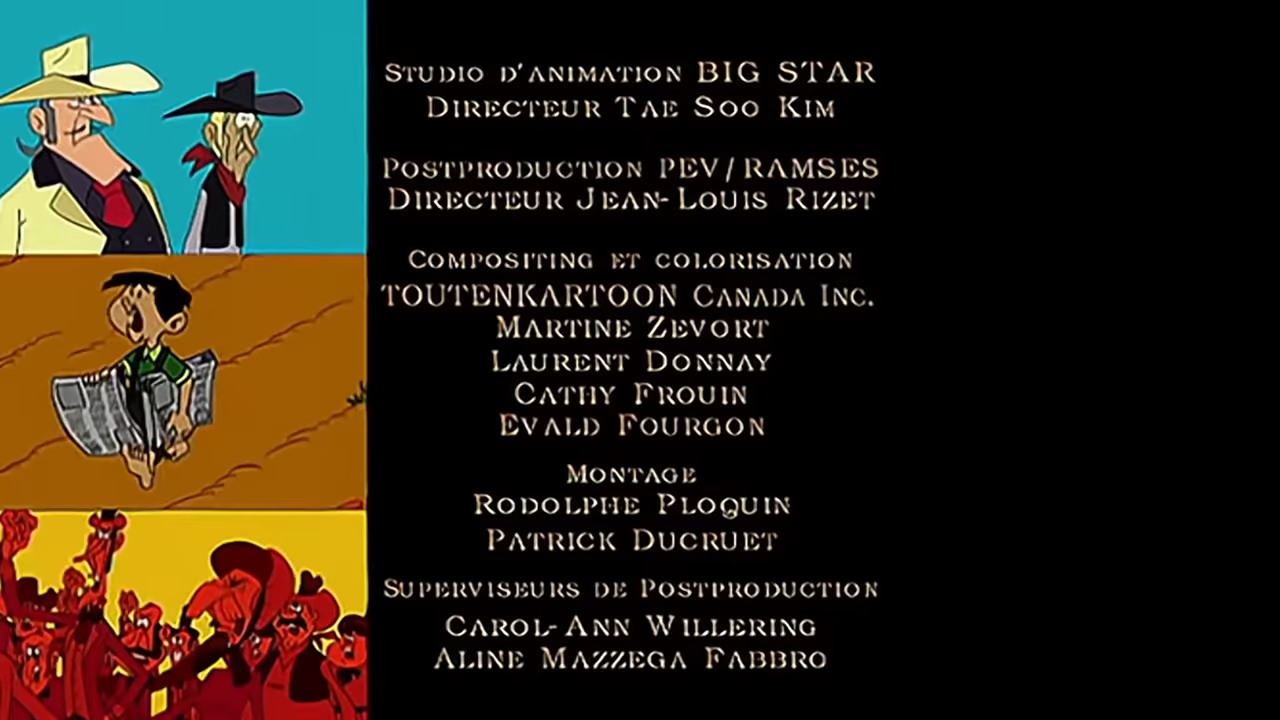 STUDIO D'ANIMATION BIG STAR
DIRECTEUR TAE SOO KIM
POSTPRODUCTION PEV/RAMSES
DIRECTEUR JEAN-LOUIS RIZET
COMPOSITING ET COLORISATION
TOUTENKARTOON CANADA INC.
MARTINE ZEVORT
LAURENT DONNAY
CATHY FROUIN
EVALD FOURGON
MONTAGE
RODOLPHE PLOQUIN
PATRICK DUCRUET
SUPERVISEURS DE POSTPRODUCTION
CAROL-ANN WILLERING
ALINE MAZZEGA FABBRO